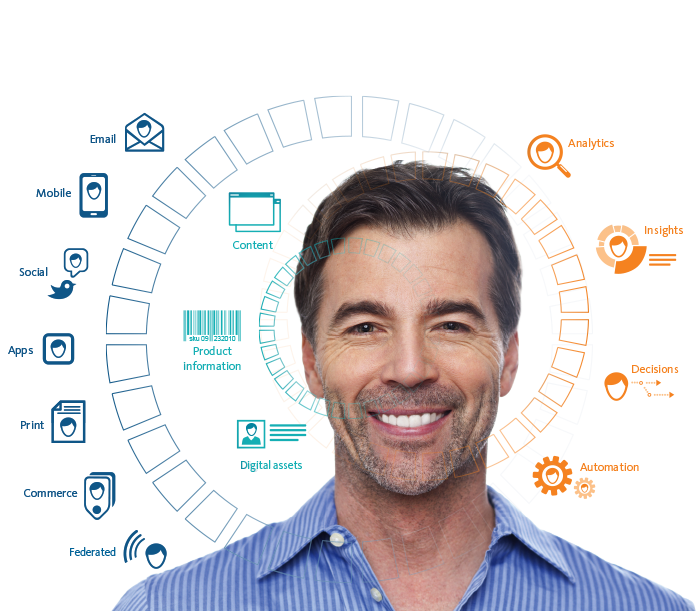 Email
Mobile
Social
Apps
Print
Commerce
Federated
Content
sku 09 232010
Product
information
Digital assets
Analytics
Insights
Decisions
Automation